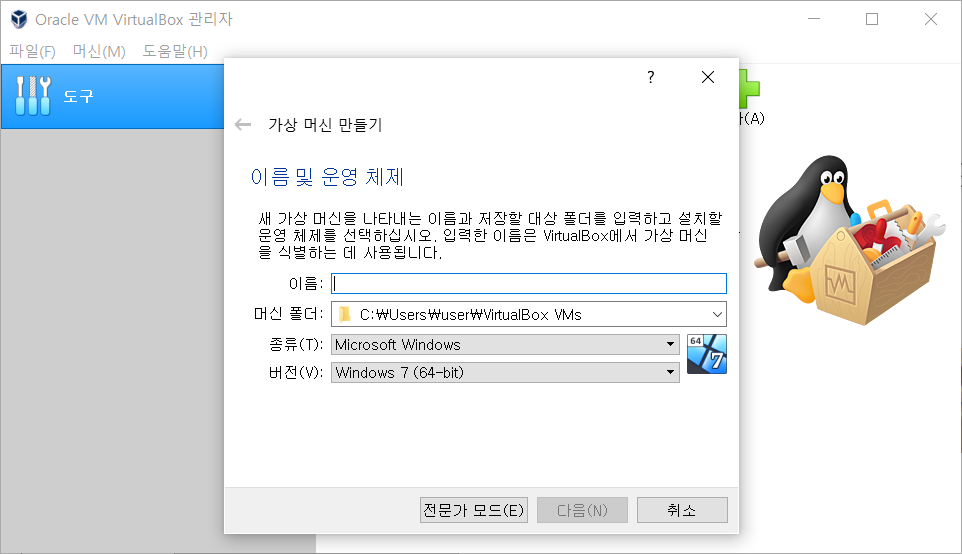 Oracle VM VirtualBox 관리자
파일(F) 머신(M) 도움말(H)
도구
(A)
?
가상 머신 만들기
이름 및 운영 체제
새 가상 머신을 나타내는 이름과 저장할 대상 폴더를 입력하고 설치할
운영 체제를 선택하십시오. 입력한 이름은 VirtualBox에서 가상 머신
을 식별하는 데 사용됩니다.
이름:
머신 폴더: C:₩Users₩user₩VirtualBox VMs
종류(T): Microsoft Windows
64
7
버전(V): Windows 7 (64-bit)
전문가 모드(E) 다음(N) 취소